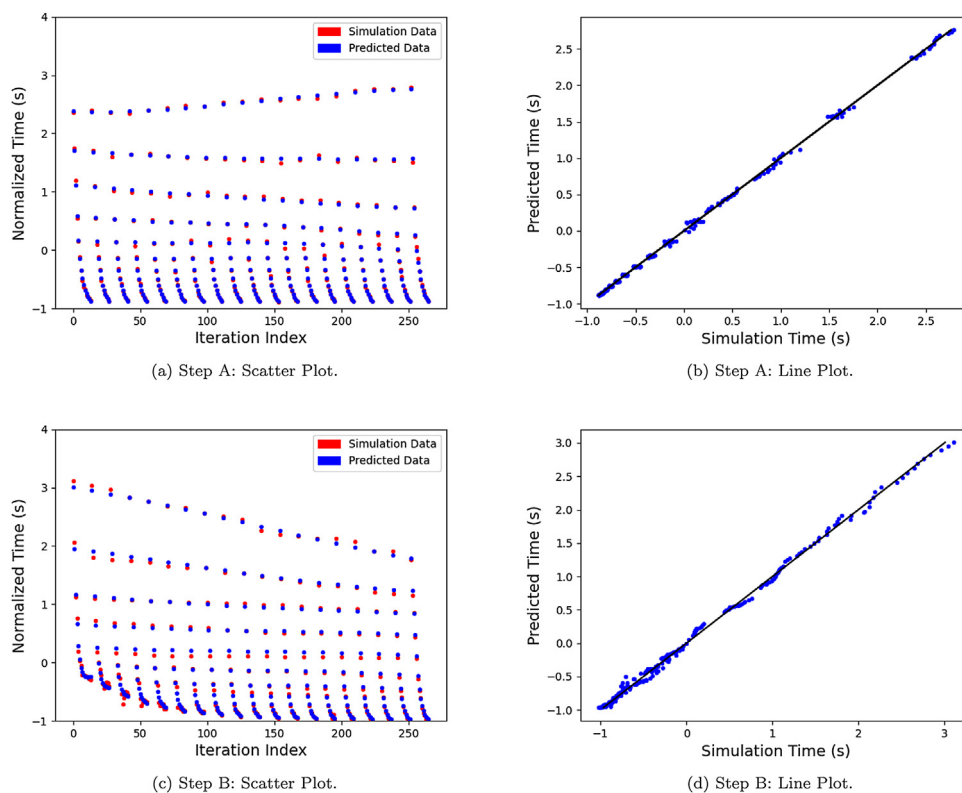 4
3
2
1
0
−1
Normalized Time (s)
Simulation Data
Predicted Data
0 50 100 150 200 250
Iteration Index
(a) Step A: Scatter Plot.
2.5
2.0
1.5
1.0
0.5
0.0
−0.5
−1.0
Predicted Time (s)
−1.0 −0.5 0.0 0.5 1.0 1.5 2.0 2.5
Simulation Time (s)
(b) Step A: Line Plot.
4
3
2
1
0
−1
Normalized Time (s)
Simulation Data
Predicted Data
0 50 100 150 200 250
Iteration Index
(c) Step B: Scatter Plot.
3.0
2.5
2.0
1.5
1.0
0.5
0.0
−0.5
−1.0
Predicted Time (s)
−1 0 1 2 3
Simulation Time (s)
(d) Step B: Line Plot.